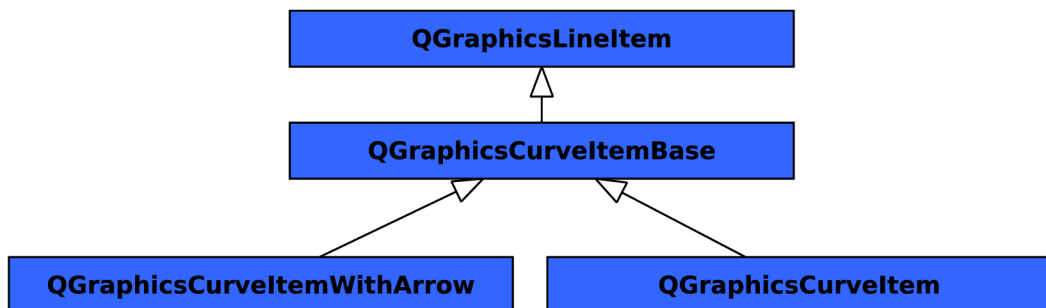 QGraphicsLineItem
QGraphicsCurveItemBase
QGraphicsCurveItemWithArrow
QGraphicsCurveItem